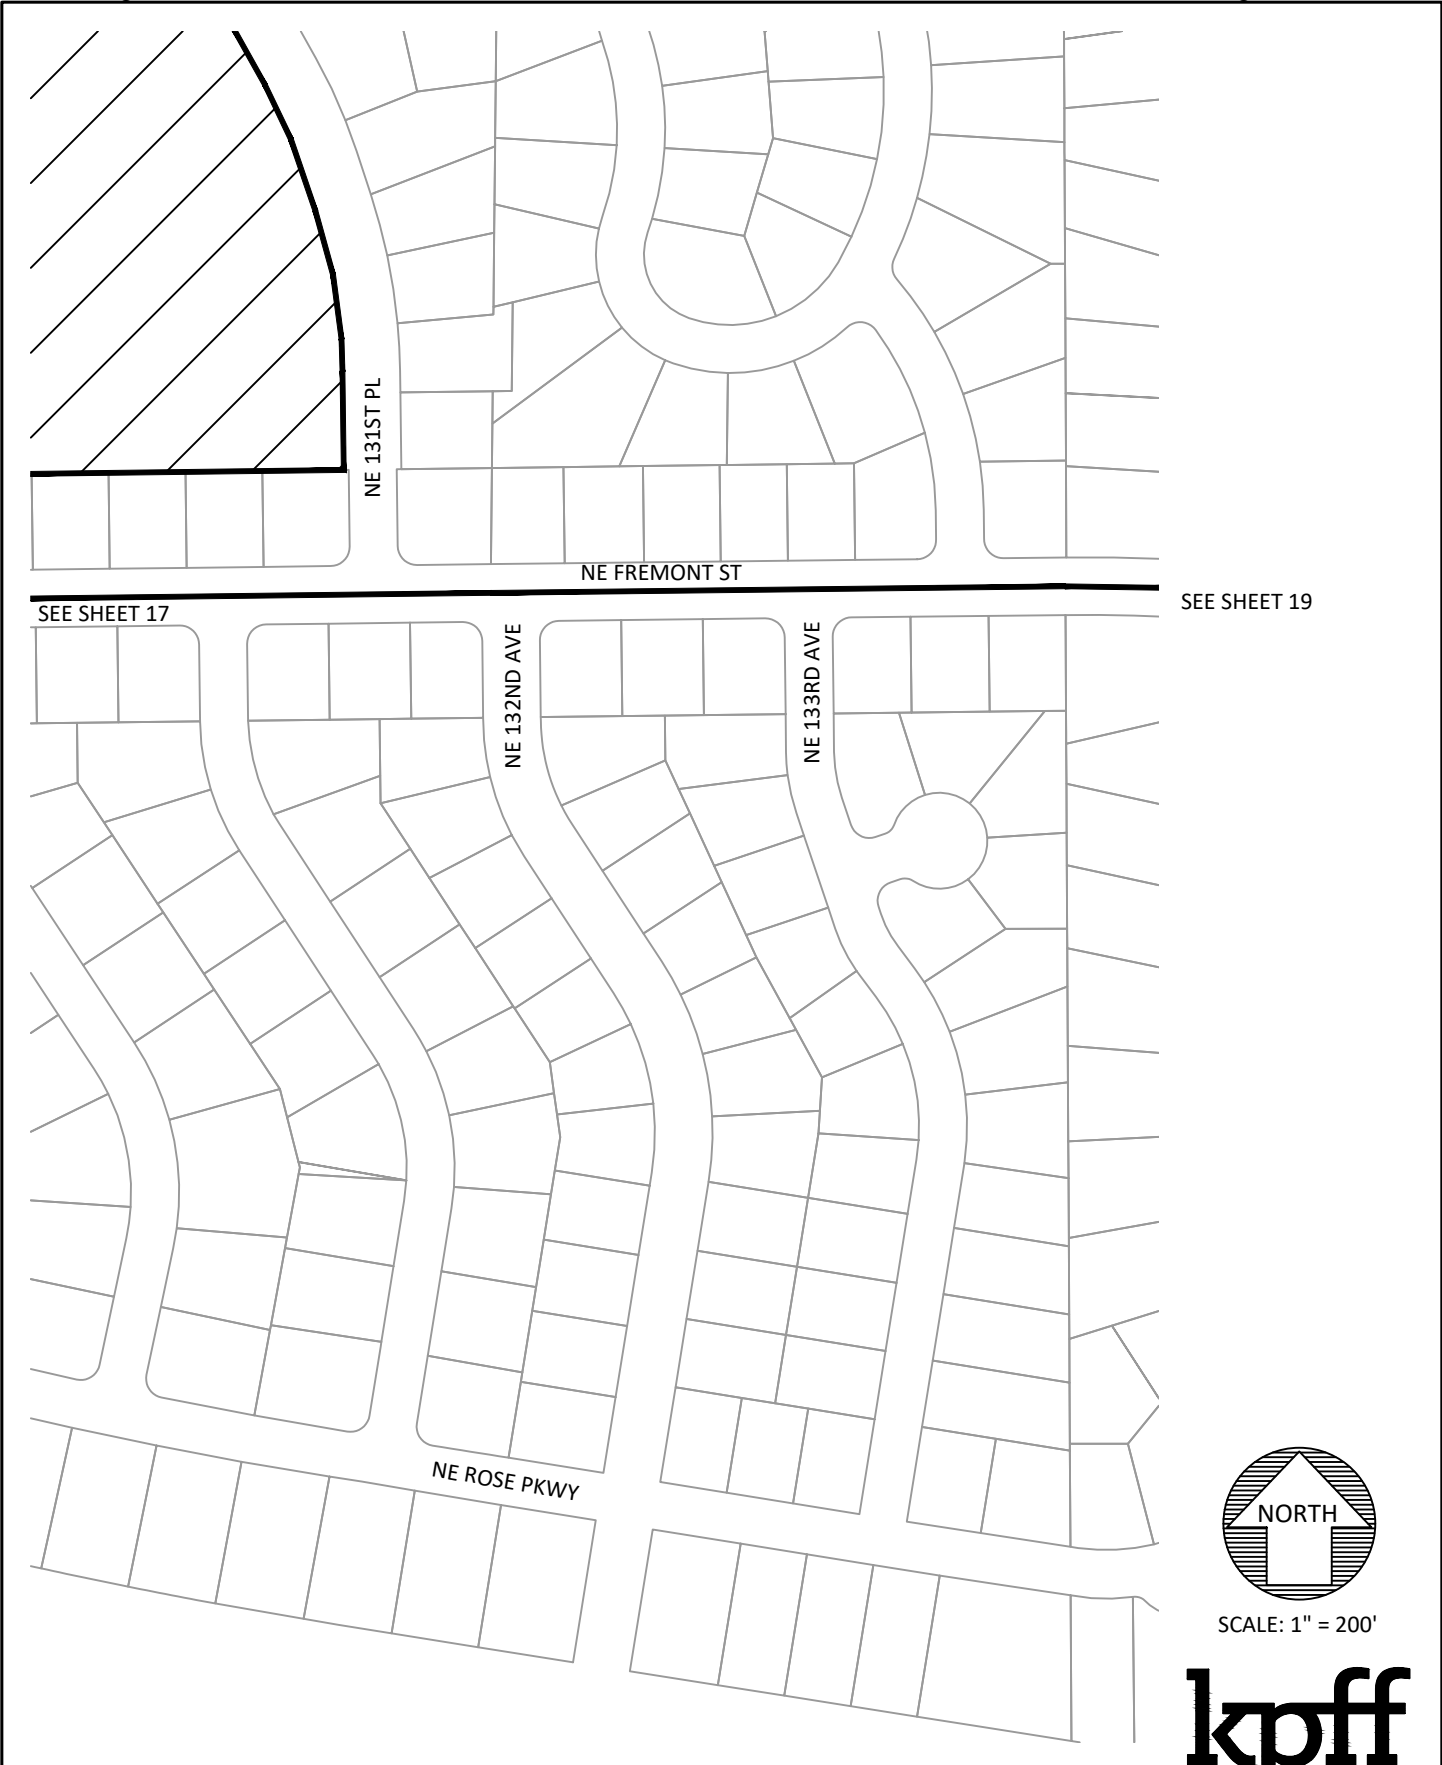 NE 131ST PL
NE FREMONT ST
SEE SHEET 17
SEE SHEET 19
NE 132ND AVE
NE 133RD AVE
NE ROSE PKWY
NORTH
SCALE: 1" = 200'
kpff